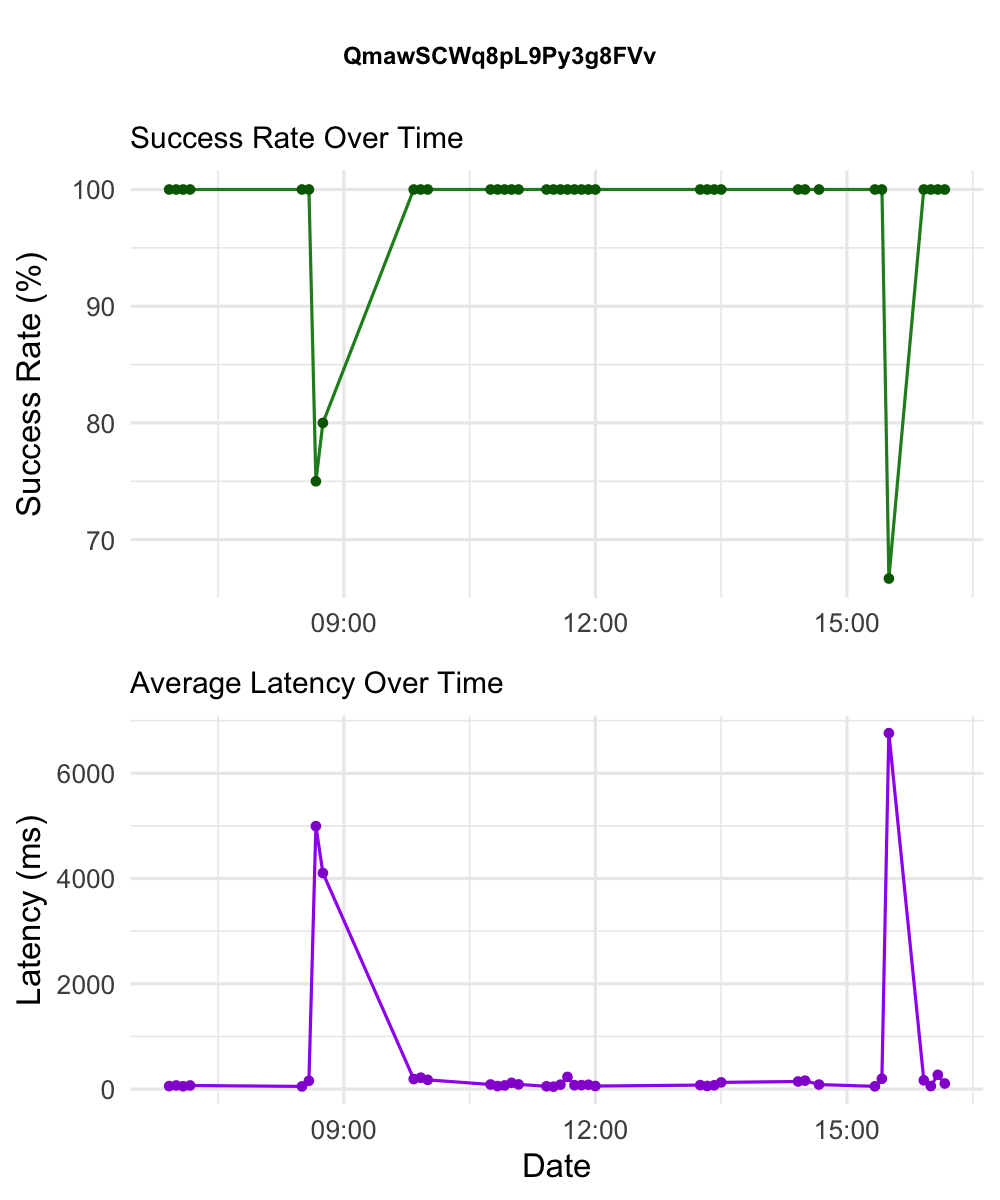 QmawSCWq8pL9Py3g8FVv
Success Rate Over Time
Success Rate (%)
100
90
80
70
09:00 12:00 15:00
Average Latency Over Time
Latency (ms)
6000
4000
2000
0
09:00 12:00 15:00
Date